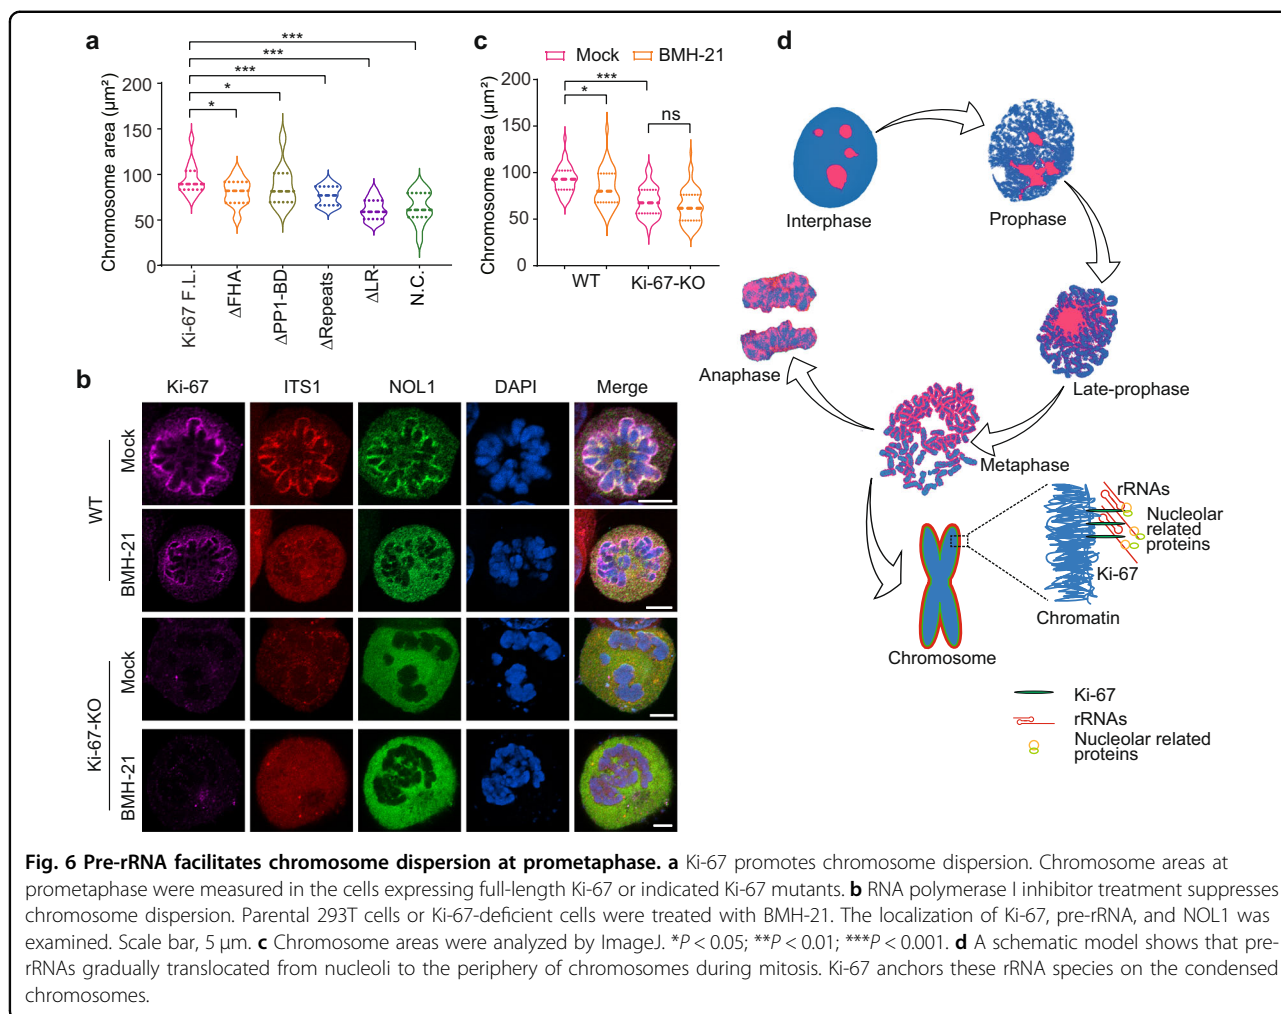 a
***
***
***
*
*
Chromosome area (µm²)
200
150
100
50
0
Ki-67 F.L.
ΔFHA
ΔPP1-BD
ΔRepeats
ΔLR
N.C.
c
Mock
BMH-21
***
*
ns
Chromosome area (µm²)
200
150
100
50
0
WT
Ki-67-KO
d
Interphase
Prophase
Late-prophase
Metaphase
Anaphase
rRNAs
Nucleolar
related
proteins
Ki-67
Chromatin
Chromosome
Ki-67
rRNAs
Nucleolar related
proteins
b
Ki-67
ITS1
NOL1
DAPI
Merge
WT
Mock
BMH-21
Ki-67-KO
Mock
BMH-21
Fig. 6 Pre-rRNA facilitates chromosome dispersion at prometaphase. a Ki-67 promotes chromosome dispersion. Chromosome areas at
prometaphase were measured in the cells expressing full-length Ki-67 or indicated Ki-67 mutants. b RNA polymerase I inhibitor treatment suppresses
chromosome dispersion. Parental 293T cells or Ki-67-deficient cells were treated with BMH-21. The localization of Ki-67, pre-rRNA, and NOL1 was
examined. Scale bar, 5 µm. c Chromosome areas were analyzed by ImageJ. *P < 0.05; **P < 0.01; ***P < 0.001. d A schematic model shows that pre-
rRNAs gradually translocated from nucleoli to the periphery of chromosomes during mitosis. Ki-67 anchors these rRNA species on the condensed
chromosomes.